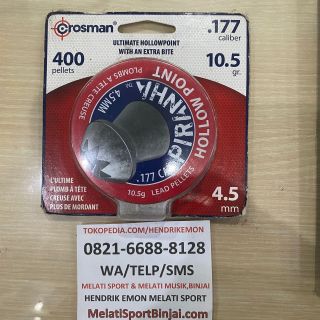 Crosman
ULTIMATE HOLLOWPOINT
WITH AN EXTRA BITE
.177
caliber
400
pellets
10.5
gr.
PLOMBS A TÊTE CREUSE
HOLLOW POINT
4.5MM
PIRANHA
.177 CAL
10.5g LEAD PELLETS
L'ULTIME
PLOMB À TÊTE
CREUSE AVEC
PLUS DE MORDANT
4.5
mm
TOKOPEDIA.COM/HENDRIKEMON
0821-6688-8128
WA/TELP/SMS
MELATI SPORT & MELATI MUSIK,BINJAI
HENDRIK EMON MELATI SPORT
MelatiSportBinjai.com